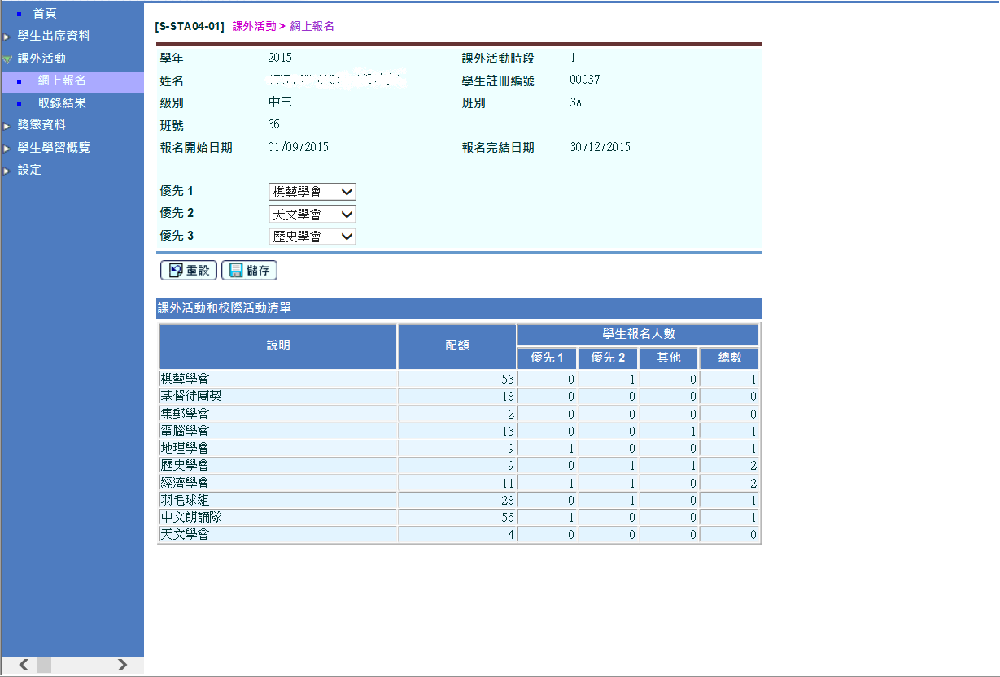 首頁
學生出席資料
課外活動
網上報名
取錄結果
獎懲資料
學生學習概覽
設定
[S-STA04-01] 課外活動 > 網上報名
學年 2015 課外活動時段 1
姓名 學生註冊編號 00037
級別 中三 班別 3A
班號 36
報名開始日期 01/09/2015 報名完結日期 30/12/2015
優先 1 棋藝學會
優先 2 天文學會
優先 3 歷史學會
重設 儲存
課外活動和校際活動清單
說明 配額 學生報名人數
優先 1 優先 2 其他 總數
棋藝學會 53 0 1 0 1
基督徒團契 18 0 0 0 0
集郵學會 2 0 0 0 0
電腦學會 13 0 0 1 1
地理學會 9 1 0 0 1
歷史學會 9 0 1 1 2
經濟學會 11 1 1 0 2
羽毛球組 28 0 1 0 1
中文朗誦隊 56 1 0 0 1
天文學會 4 0 0 0 0